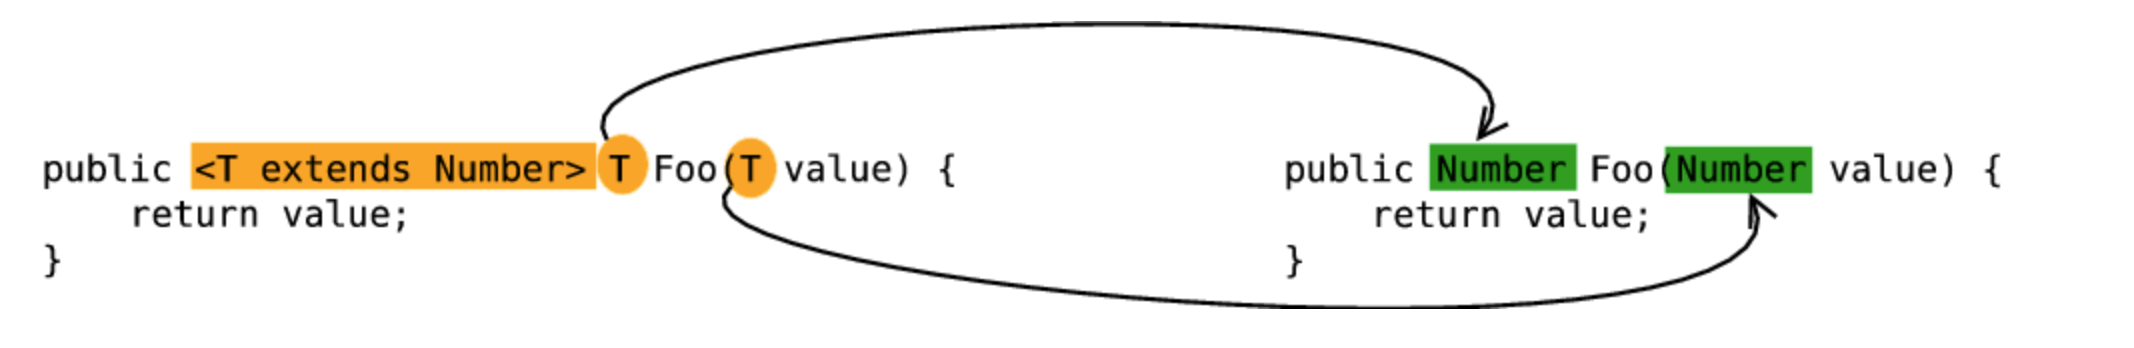 public <T extends Number> T Foo(T value) {
    return value;
}
public Number Foo(Number value) {
    return value;
}